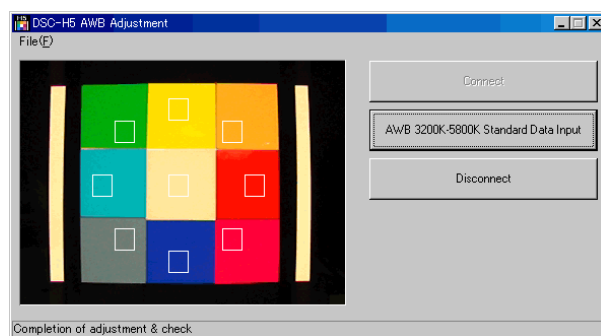 DSC-H5 AWB Adjustment
File(F)
Connect
AWB 3200K-5800K Standard Data Input
Disconnect
Completion of adjustment & check